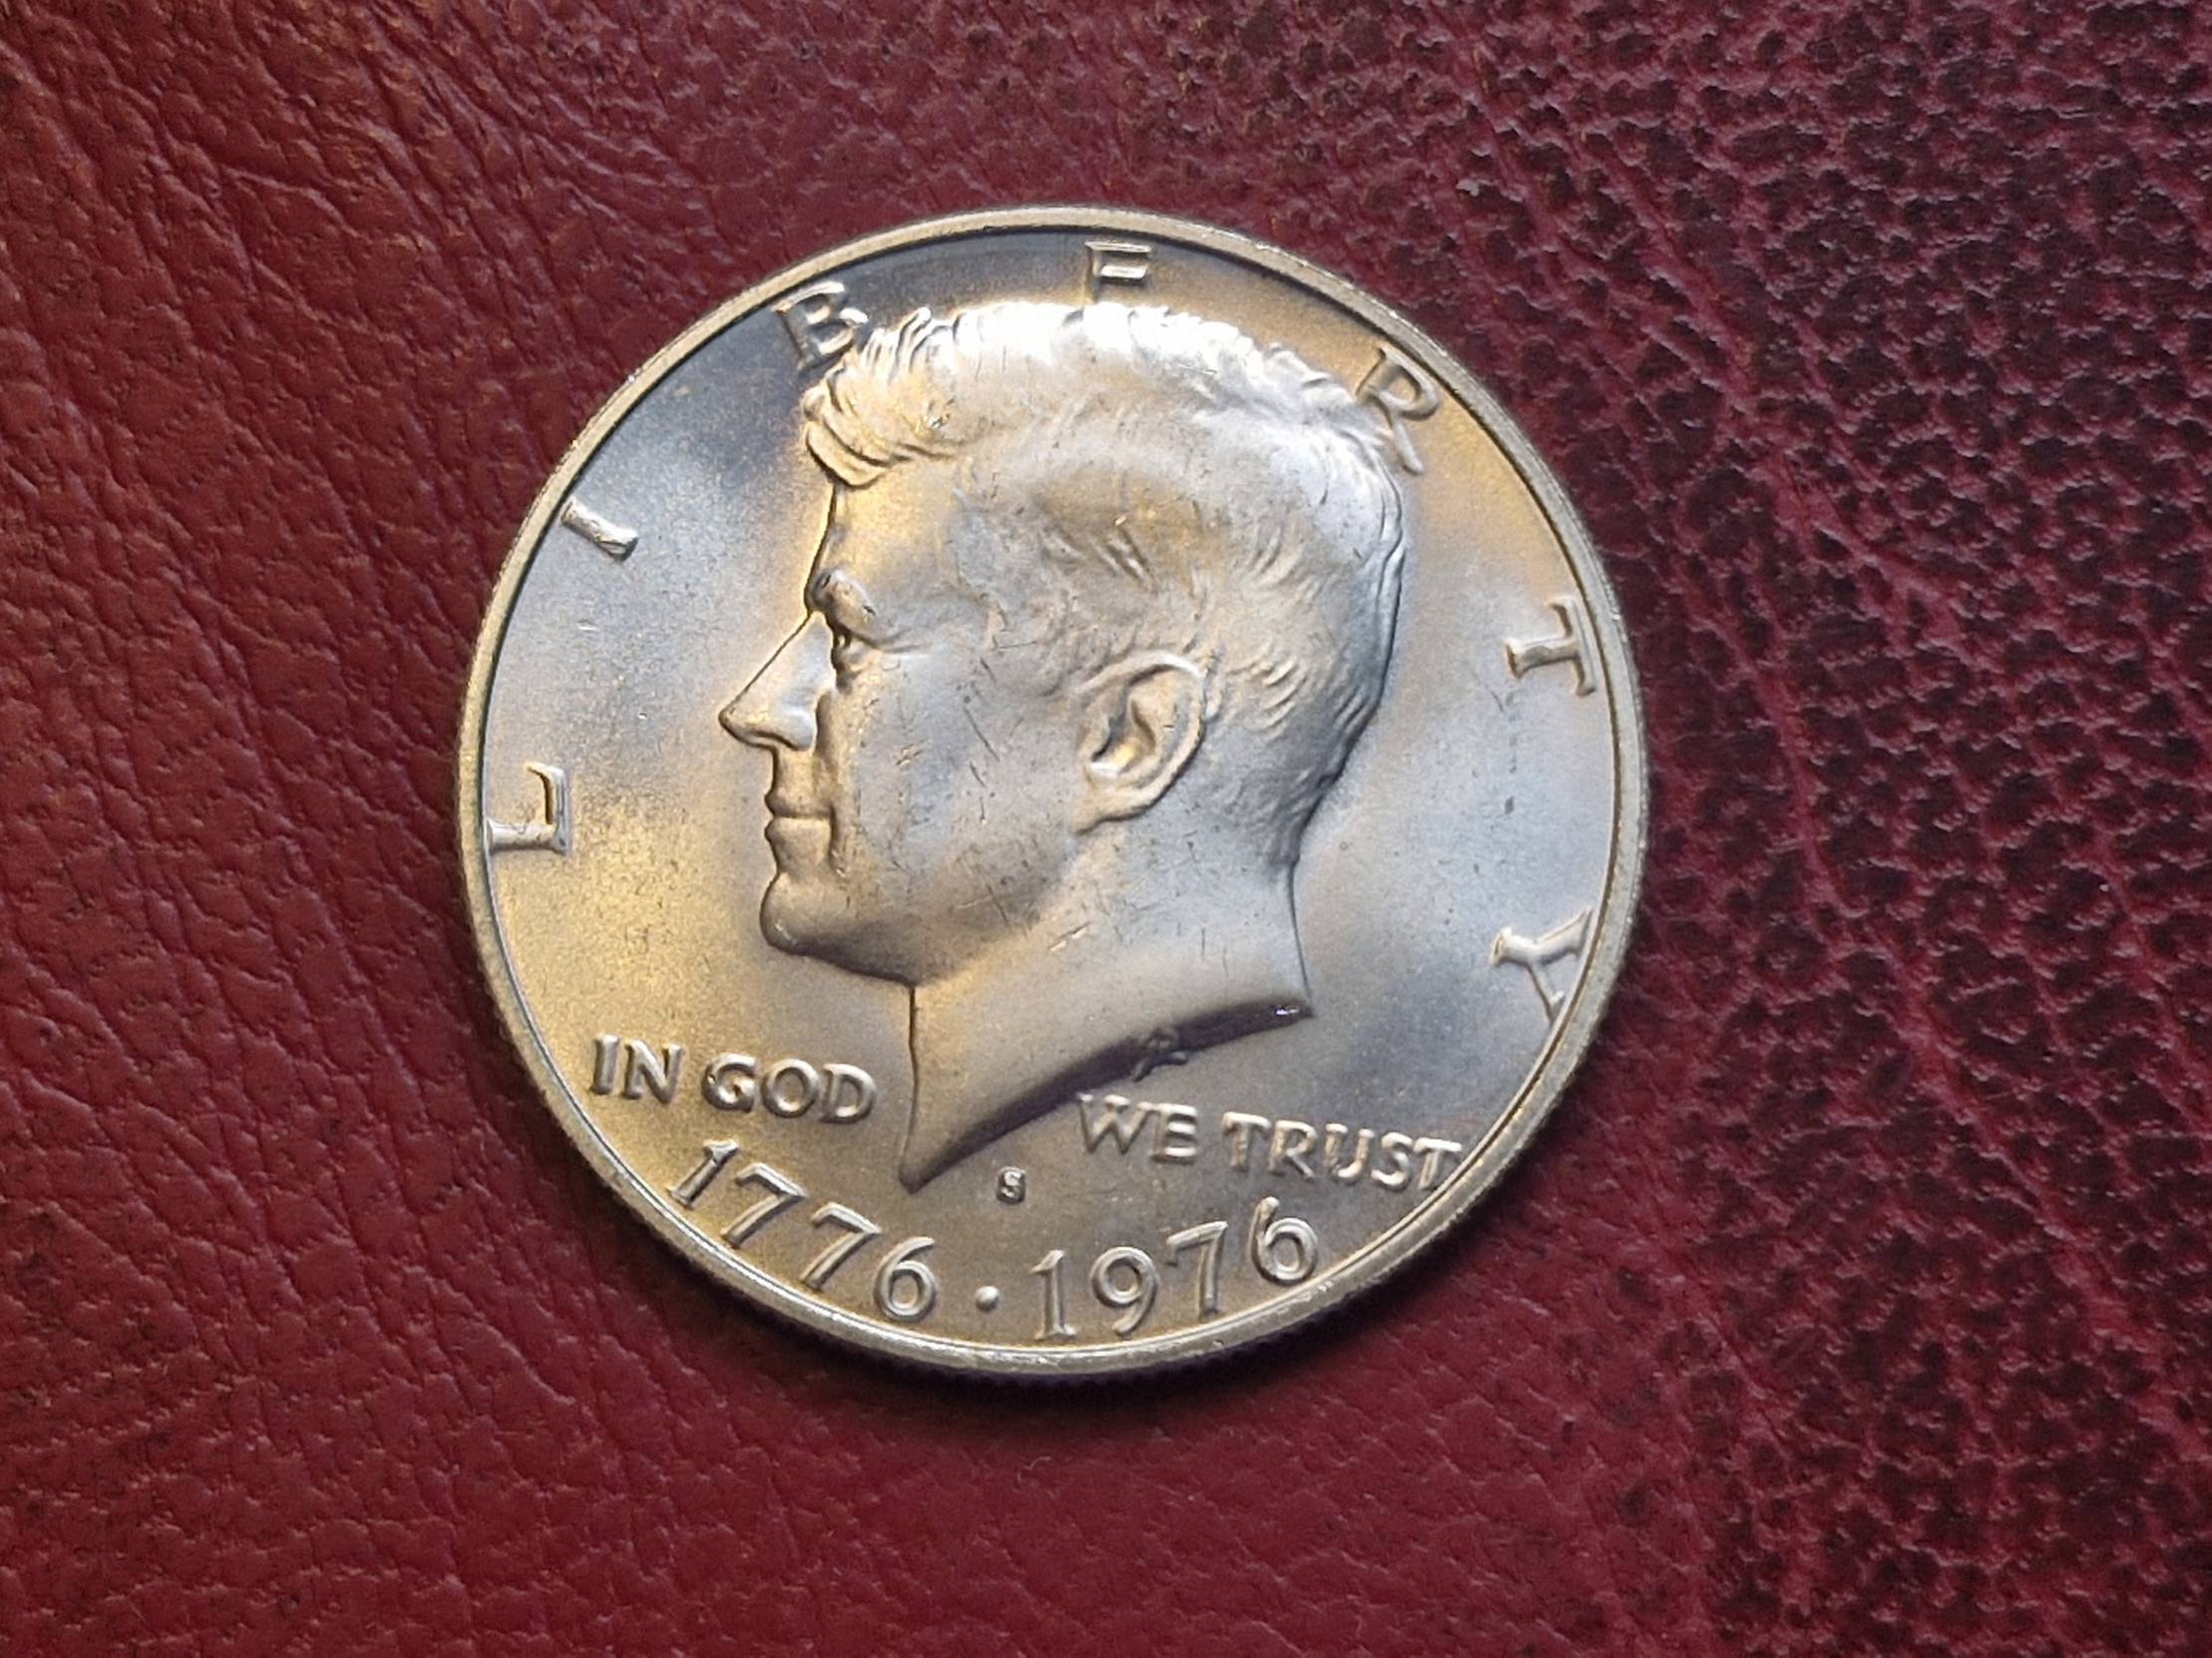 LIBERTY
IN GOD WE TRUST
S
1776 · 1976